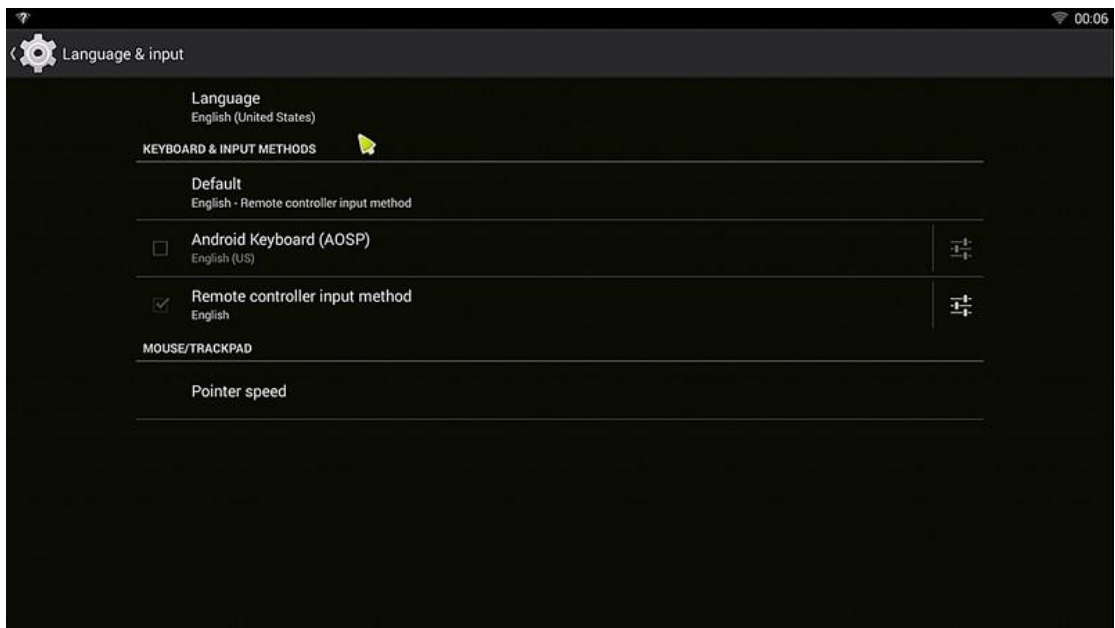 00:06
Language & input
Language
English (United States)
KEYBOARD & INPUT METHODS
Default
English - Remote controller input method
Android Keyboard (AOSP)
English (US)
Remote controller input method
English
MOUSE/TRACKPAD
Pointer speed